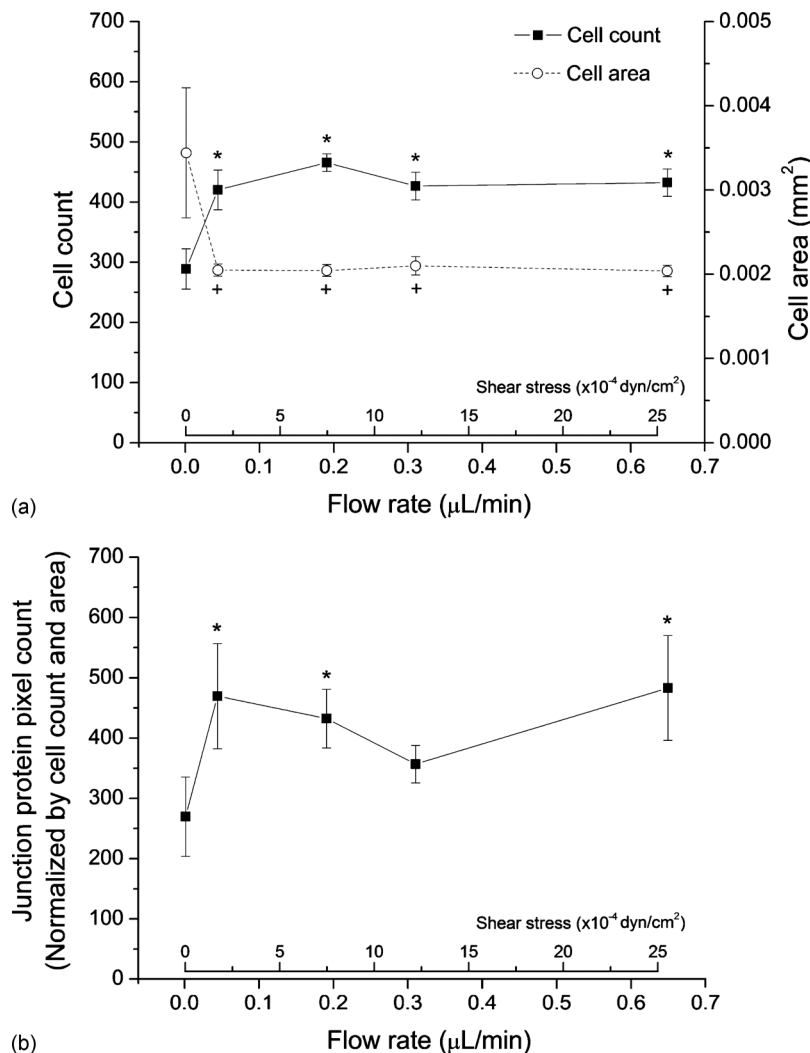 700
600
500
400
300
300
100
0
Cell count
0.005
0.004
0.003
0.002
0.001
0.000
Cell area (mm²)
Cell count
Cell area
* * * *
+ + + +
Shear stress (x10⁻⁴ dyn/cm²)
0 5 10 15 20 25
0.0 0.1 0.2 0.3 0.4 0.5 0.6 0.7
Flow rate (μL/min)
(a)
700
600
500
400
300
200
100
0
Junction protein pixel count
(Normalized by cell count and area)
* * *
Shear stress (x10⁻⁴ dyn/cm²)
0 5 10 15 20 25
0.0 0.1 0.2 0.3 0.4 0.5 0.6 0.7
Flow rate (μL/min)
(b)